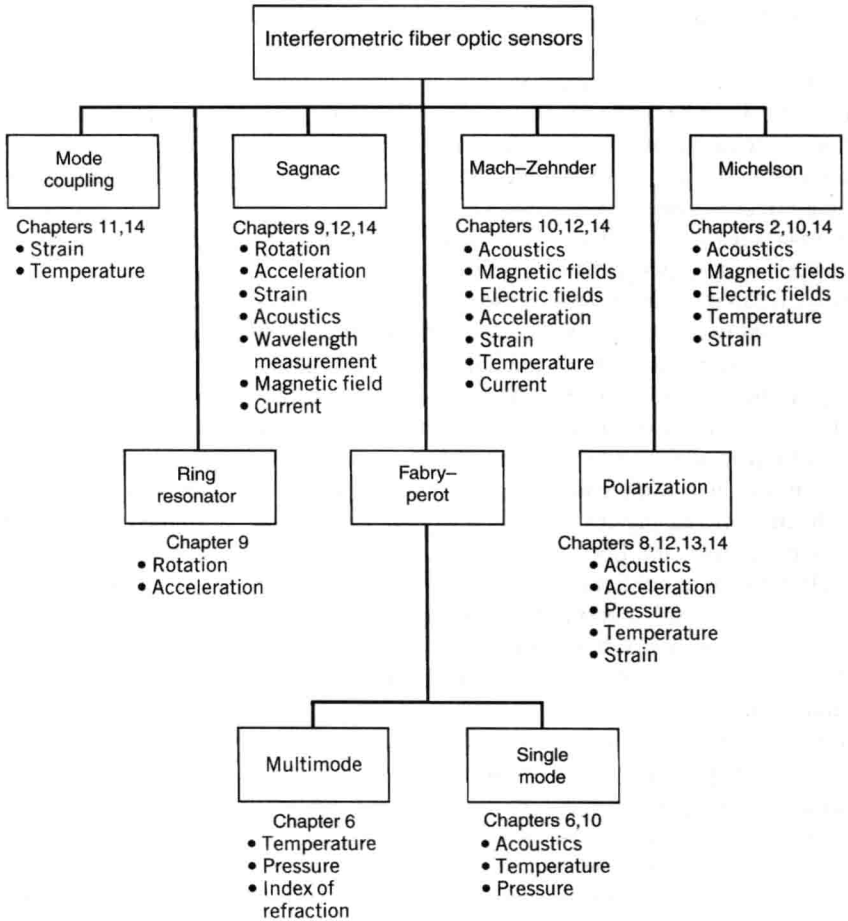 Interferometric fiber optic sensors
Mode
coupling
Chapters 11,14
• Strain
• Temperature
Sagnac
Chapters 9,12,14
• Rotation
• Acceleration
• Strain
• Acoustics
• Wavelength
measurement
• Magnetic field
• Current
Mach–Zehnder
Chapters 10,12,14
• Acoustics
• Magnetic fields
• Electric fields
• Acceleration
• Strain
• Temperature
• Current
Michelson
Chapters 2,10,14
• Acoustics
• Magnetic fields
• Electric fields
• Temperature
• Strain
Ring
resonator
Chapter 9
• Rotation
• Acceleration
Fabry–
perot
Polarization
Chapters 8,12,13,14
• Acoustics
• Acceleration
• Pressure
• Temperature
• Strain
Multimode
Chapter 6
• Temperature
• Pressure
• Index of
refraction
Single
mode
Chapters 6,10
• Acoustics
• Temperature
• Pressure